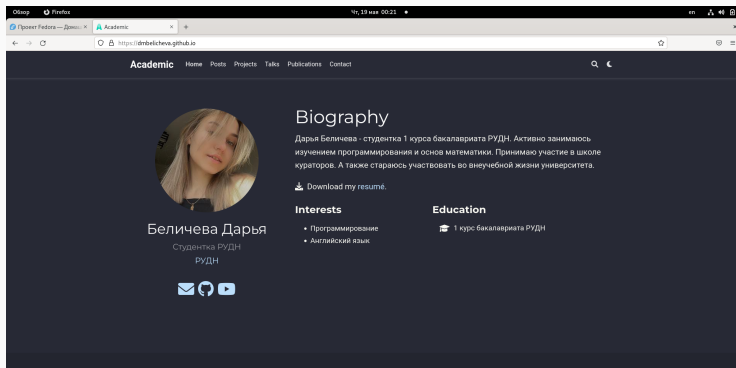 Обзор Firefox Чт, 19 мая 00:21 en
Проект Fedora — Дома Academic
https://dmbelicheva.github.io
Academic Home Posts Projects Talks Publications Contact
Biography
Дарья Беличева - студентка 1 курса бакалавриата РУДН. Активно занимаюсь
изучением программирования и основ математики. Принимаю участие в школе
кураторов. А также стараюсь участвовать во внеучебной жизни университета.
Download my resumé.
Interests
Программирование
Английский язык
Education
1 курс бакалавриата РУДН
Беличева Дарья
Студентка РУДН
РУДН